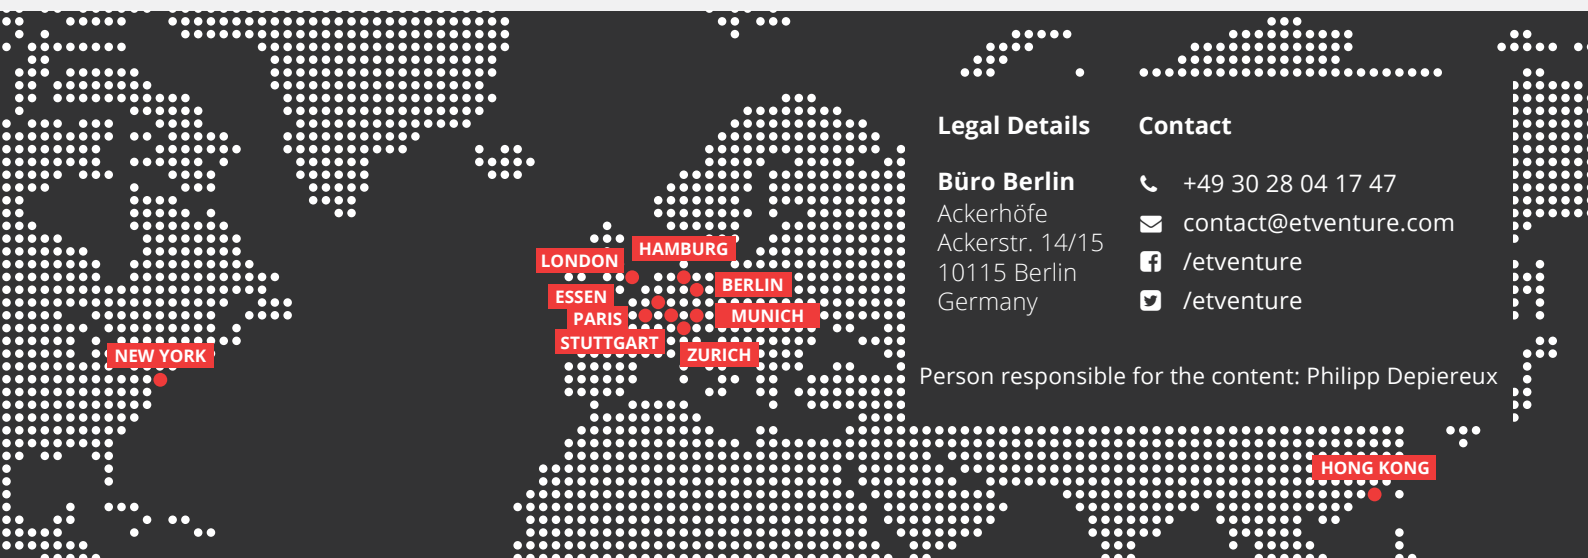 HAMBURG
LONDON
BERLIN
ESSEN
PARIS
MUNICH
STUTTGART
ZURICH
NEW YORK
HONG KONG
Legal Details
Büro Berlin
Ackerhöfe
Ackerstr. 14/15
10115 Berlin
Germany
Contact
+49 30 28 04 17 47
contact@etventure.com
/etventure
/etventure
Person responsible for the content: Philipp Depiereux